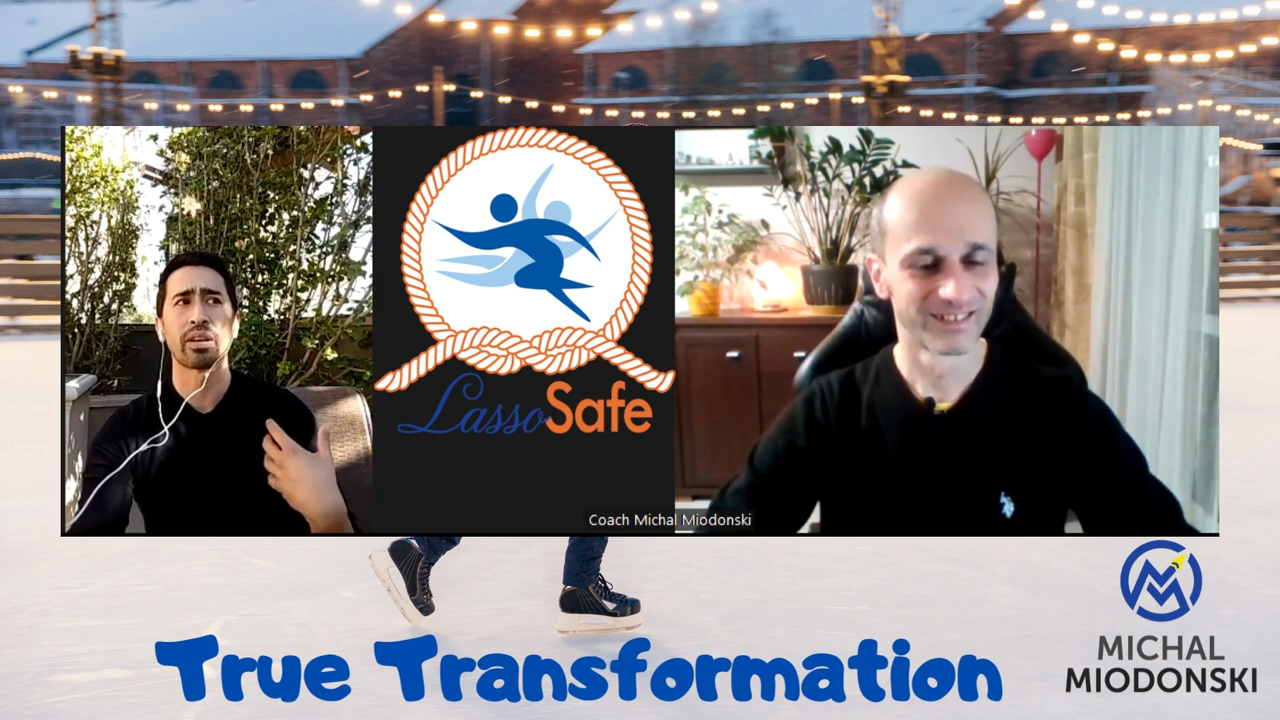 LassoSafe
Coach Michal Miodonski
True Transformation
MICHAL
MIODONSKI